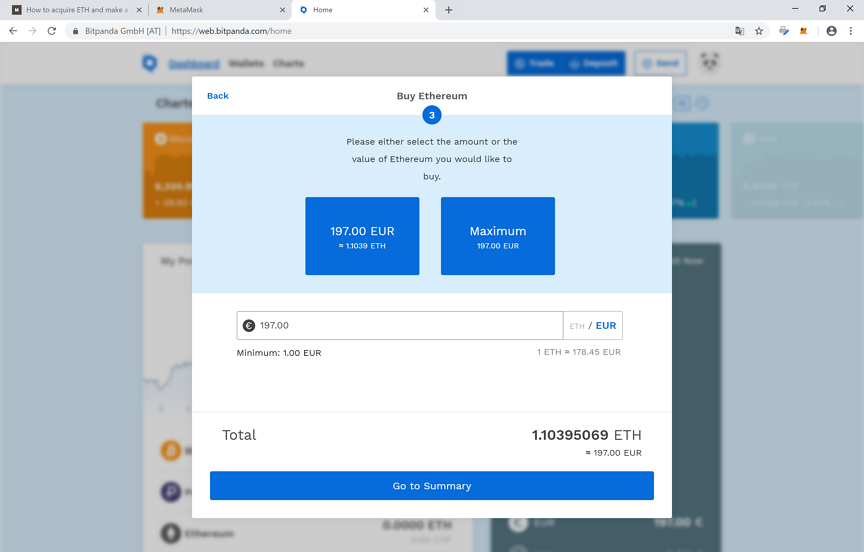 How to acquire ETH and make a
MetaMask
Home
Bitpanda GmbH [AT] | https://web.bitpanda.com/home
Dashboard Wallets Charts
Trade Deposit Send
Charts
Back
Buy Ethereum
3
Please either select the amount or the
value of Ethereum you would like to
buy.
197.00 EUR
≈ 1.1039 ETH
Maximum
197.00 EUR
My Po
€ 197.00
ETH / EUR
Minimum: 1.00 EUR
1 ETH ≈ 178.45 EUR
Total
1.10395069 ETH
≈ 197.00 EUR
Go to Summary
Ethereum
0.0000 ETH
EUR
197.00 €